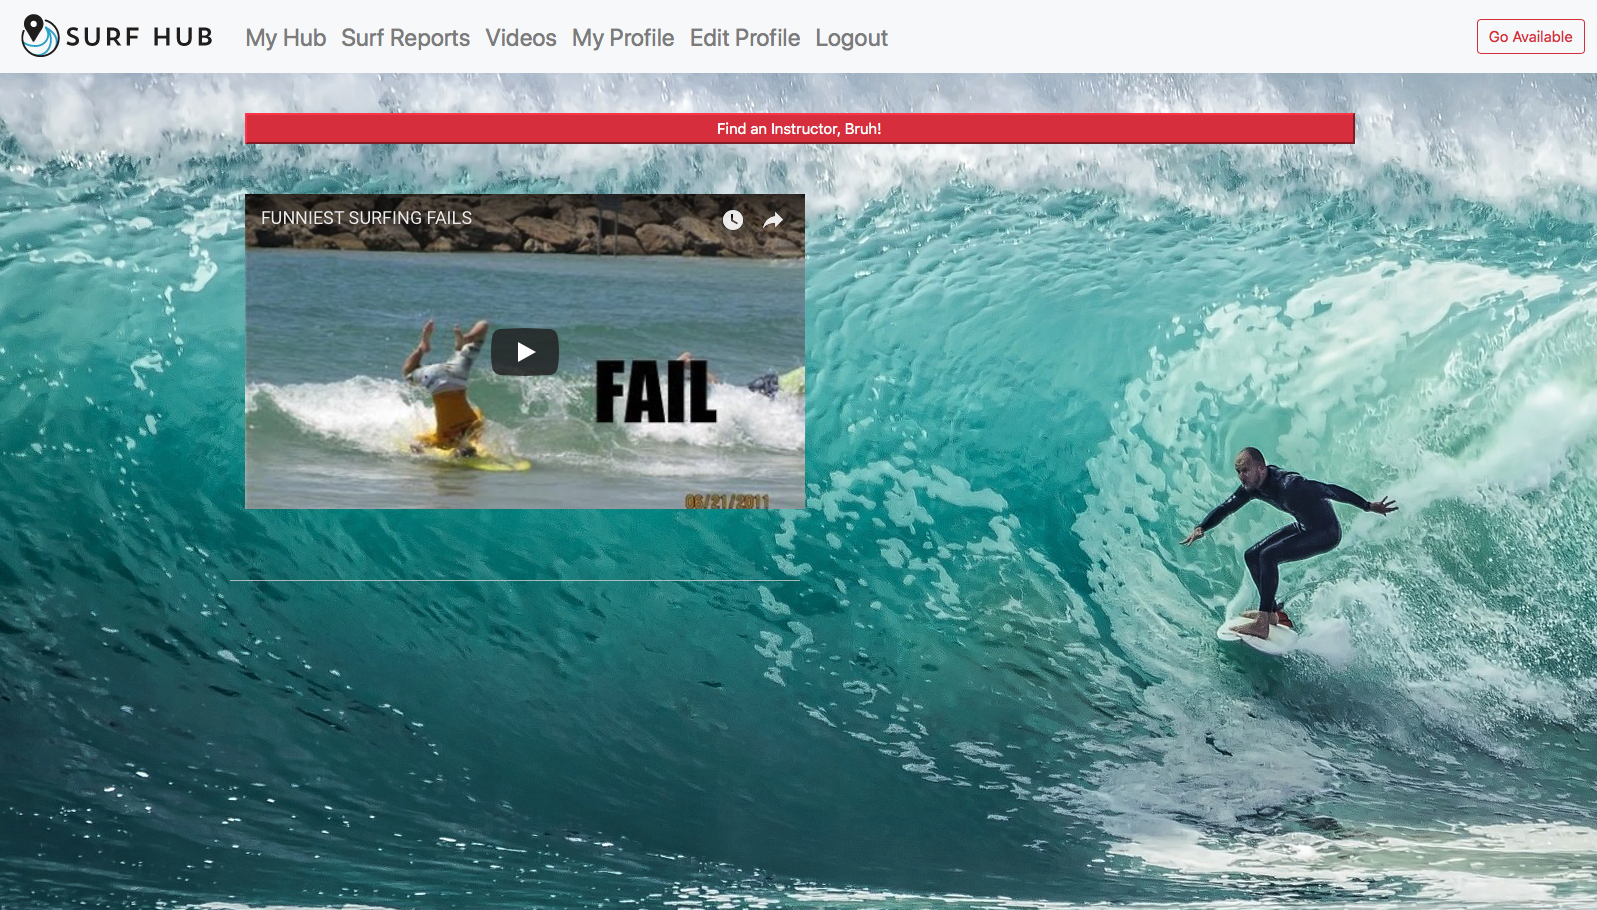 SURF HUB
My Hub Surf Reports Videos My Profile Edit Profile Logout
Go Available
Find an Instructor, Bruh!
FUNNIEST SURFING FAILS
FAIL
06/21/2011